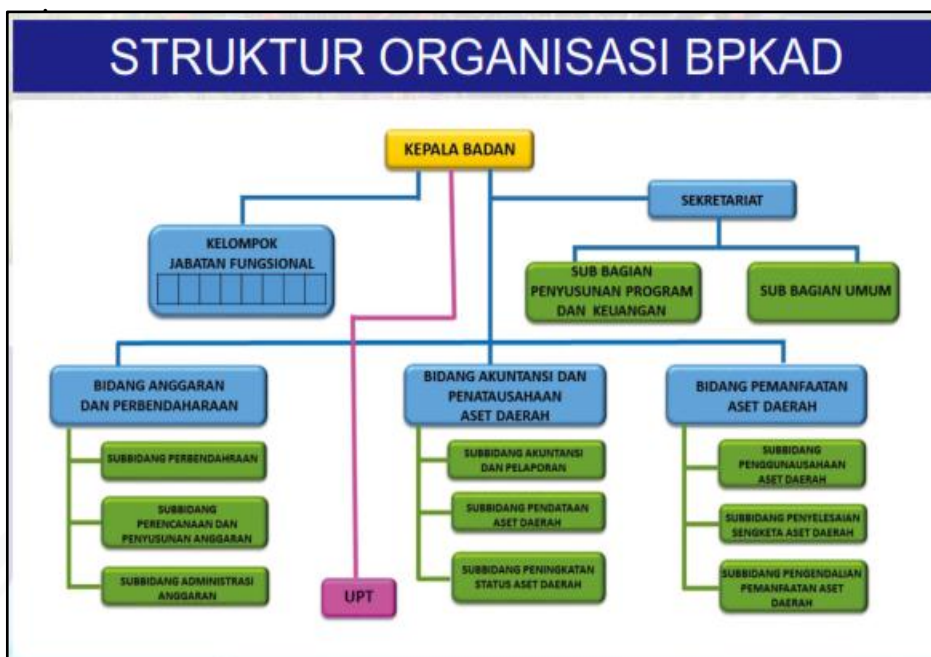 STRUKTUR ORGANISASI BPKAD
KEPALA BADAN
SEKRETARIAT
KELOMPOK
JABATAN FUNGSIONAL
SUB BAGIAN
PENYUSUNAN PROGRAM
DAN KEUANGAN
SUB BAGIAN UMUM
BIDANG ANGGARAN
DAN PERBENDAHARAAN
BIDANG AKUNTANSI DAN
PENATAUSAHAAN
ASET DAERAH
BIDANG PEMANFAATAN
ASET DAERAH
SUBBIDANG PERBENDAHRAAN
SUBBIDANG
PERENCANAAN DAN
PENYUSUNAN ANGGARAN
SUBBIDANG ADMINISTRASI
ANGGARAN
UPT
SUBBIDANG AKUNTANSI
DAN PELAPORAN
SUBBIDANG PENDATAAN
ASET DAERAH
SUBBIDANG PENINGKATAN
STATUS ASET DAERAH
SUBBIDANG
PENGGUNAUSAHAAN
ASET DAERAH
SUBBIDANG PENYELESAIAN
SENGKETA ASET DAERAH
SUBBIDANG PENGENDALIAN
PEMANFAATAN ASET
DAERAH